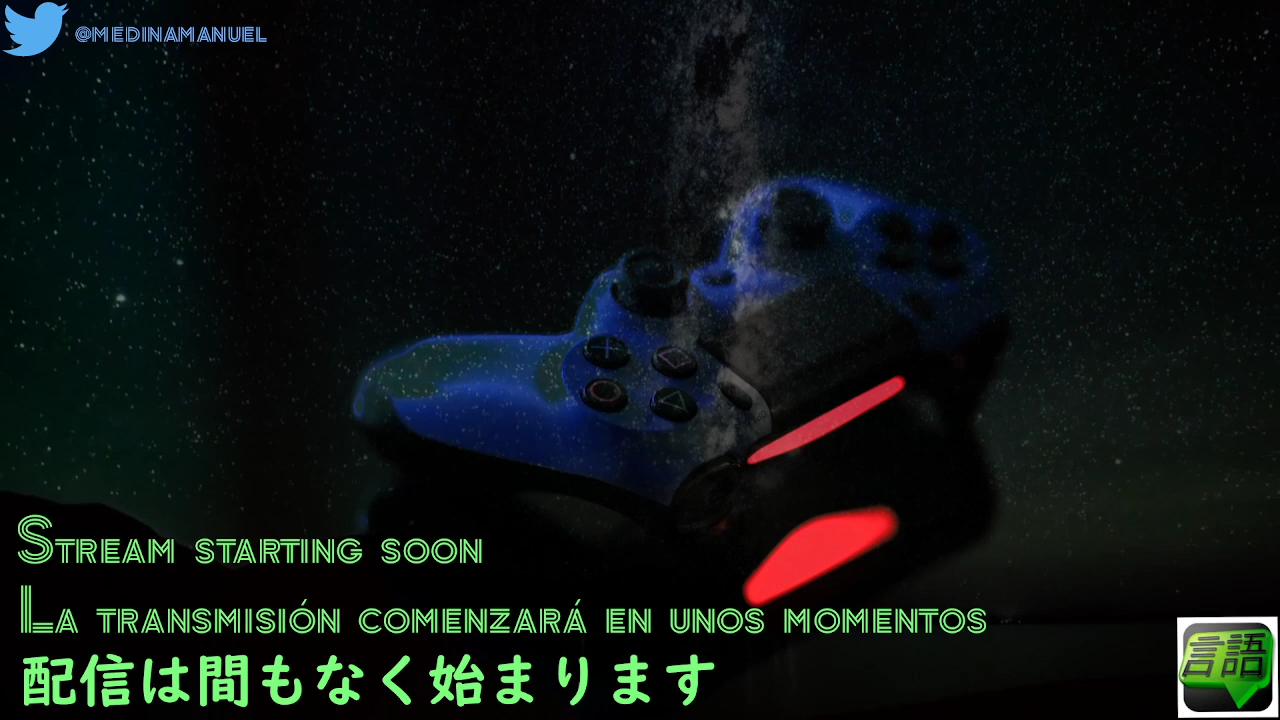 @MEDINAMANUEL
STREAM STARTING SOON
LA TRANSMISIÓN COMENZARÁ EN UNOS MOMENTOS
配信は間もなく始まります
言語